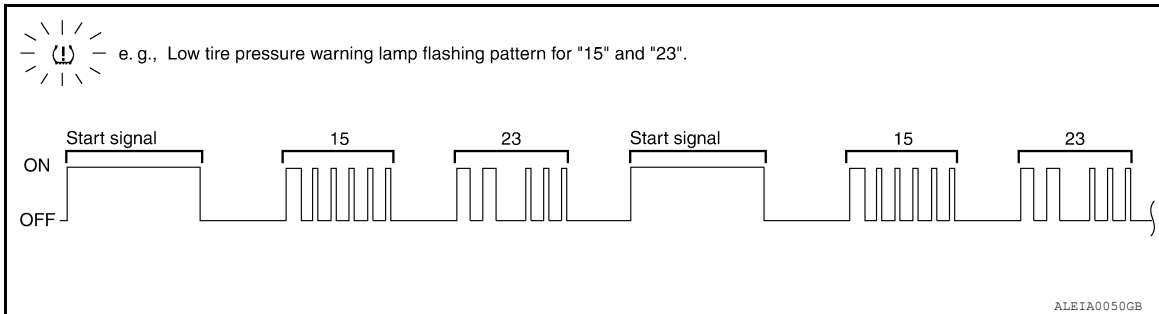 e. g., Low tire pressure warning lamp flashing pattern for "15" and "23".
Start signal 15 23 Start signal 15 23
ON
OFF
ALEIA0050GB